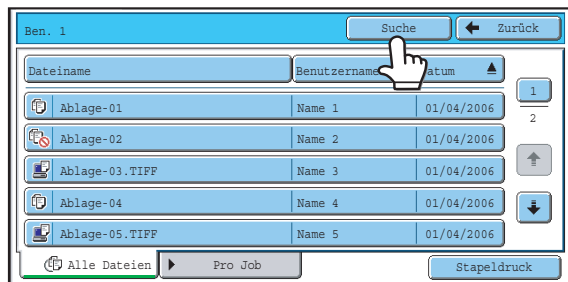 Ben. 1 Suche Zurück
Dateiname Benutzername Datum
Ablage-01 Name 1 01/04/2006
1
2
Ablage-02 Name 2 01/04/2006
Ablage-03.TIFF Name 3 01/04/2006
Ablage-04 Name 4 01/04/2006
Ablage-05.TIFF Name 5 01/04/2006
Alle Dateien Pro Job Stapeldruck